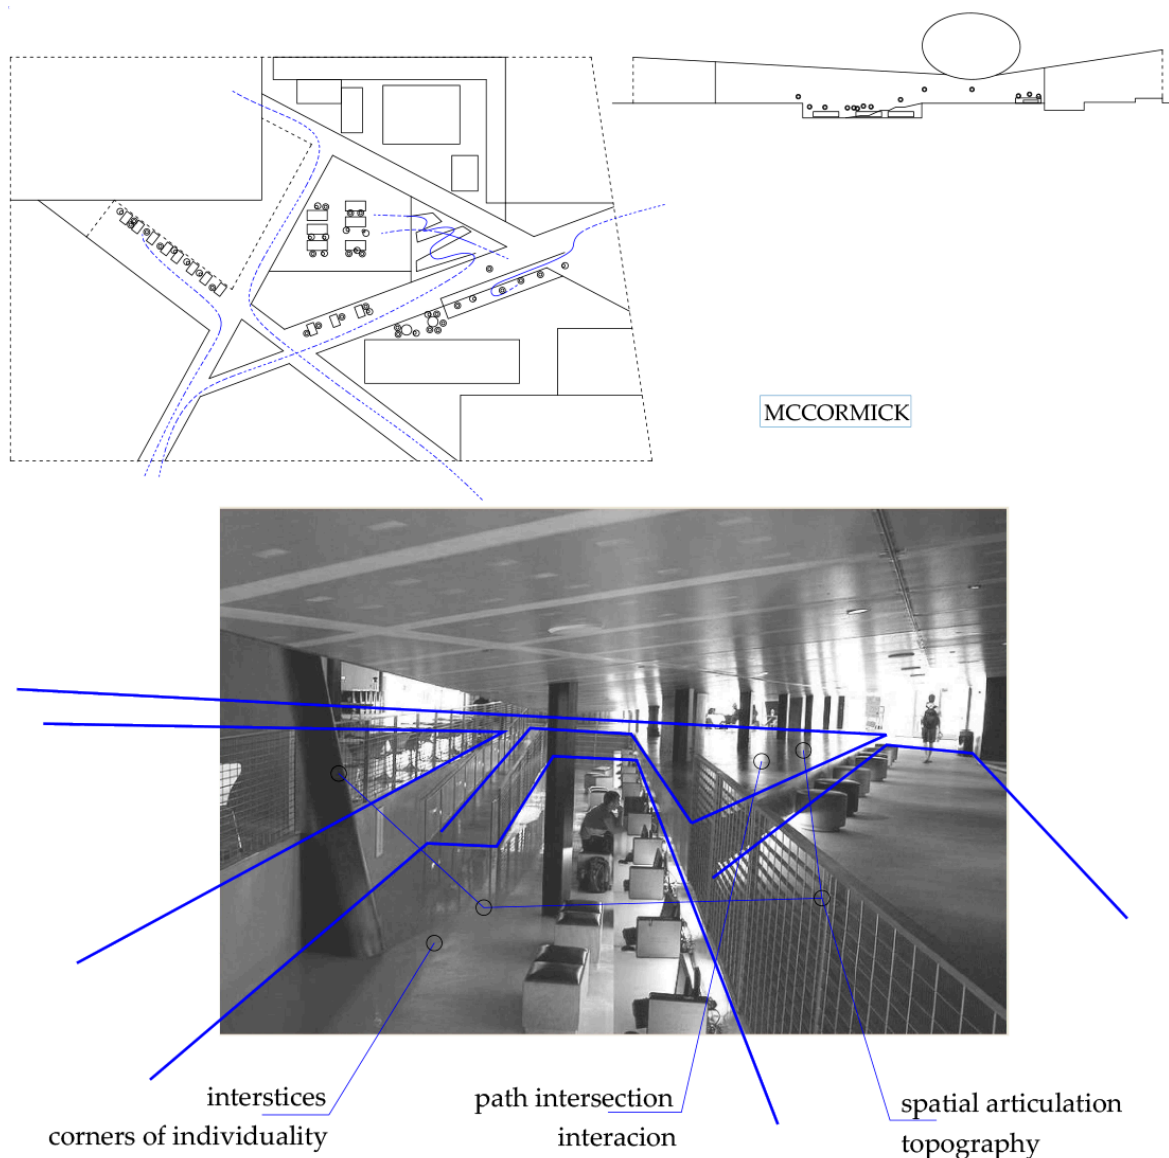 MCCORMICK
interstices
corners of individuality
path intersection
interacion
spatial articulation
topography